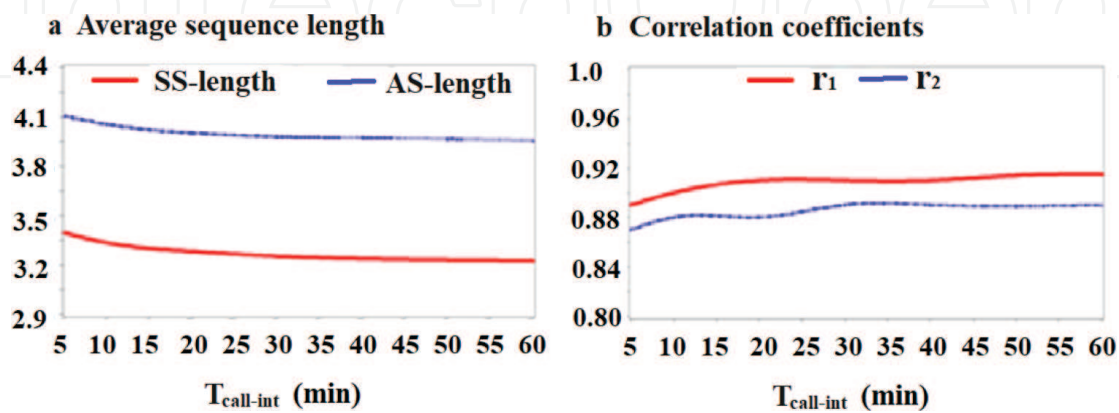 a Average sequence length
SS-length AS-length
4.4
4.1
3.8
3.5
3.2
2.9
5 10 15 20 25 30 35 40 45 50 55 60
Tcall-int (min)
b Correlation coefficients
r1 r2
1.0
0.96
0.92
0.88
0.84
0.80
5 10 15 20 25 30 35 40 45 50 55 60
Tcall-int (min)